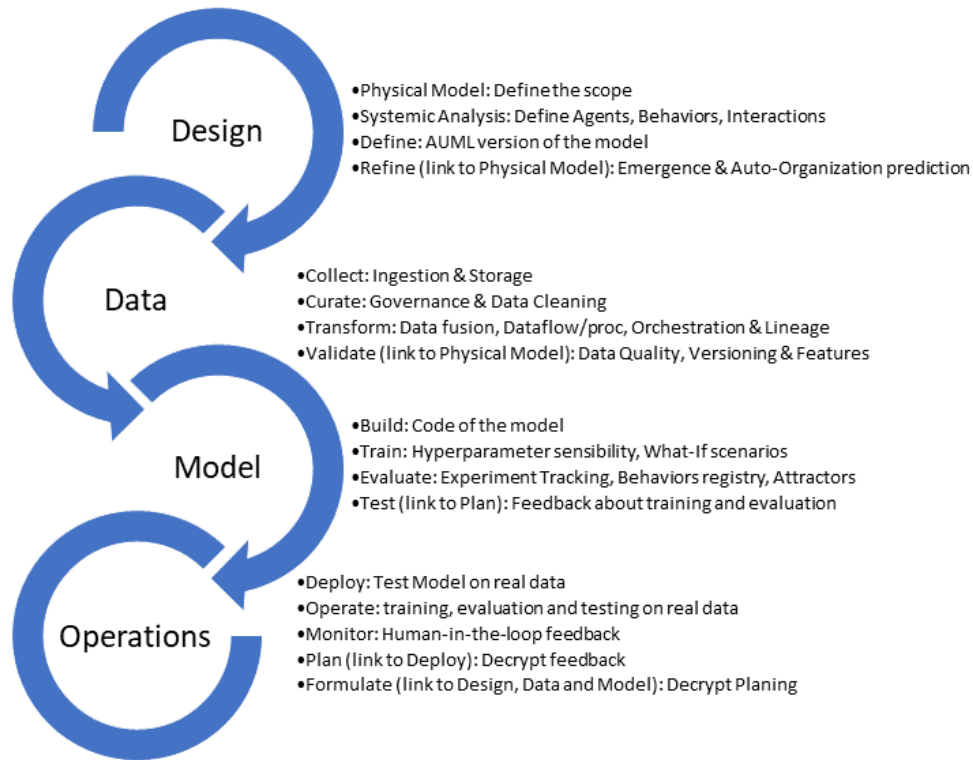 Design
•Physical Model: Define the scope
•Systemic Analysis: Define Agents, Behaviors, Interactions
•Define: AUML version of the model
•Refine (link to Physical Model): Emergence & Auto-Organization prediction
Data
•Collect: Ingestion & Storage
•Curate: Governance & Data Cleaning
•Transform: Data fusion, Dataflow/proc, Orchestration & Lineage
•Validate (link to Physical Model): Data Quality, Versioning & Features
Model
•Build: Code of the model
•Train: Hyperparameter sensibility, What-If scenarios
•Evaluate: Experiment Tracking, Behaviors registry, Attractors
•Test (link to Plan): Feedback about training and evaluation
Operations
•Deploy: Test Model on real data
•Operate: training, evaluation and testing on real data
•Monitor: Human-in-the-loop feedback
•Plan (link to Deploy): Decrypt feedback
•Formulate (link to Design, Data and Model): Decrypt Planing